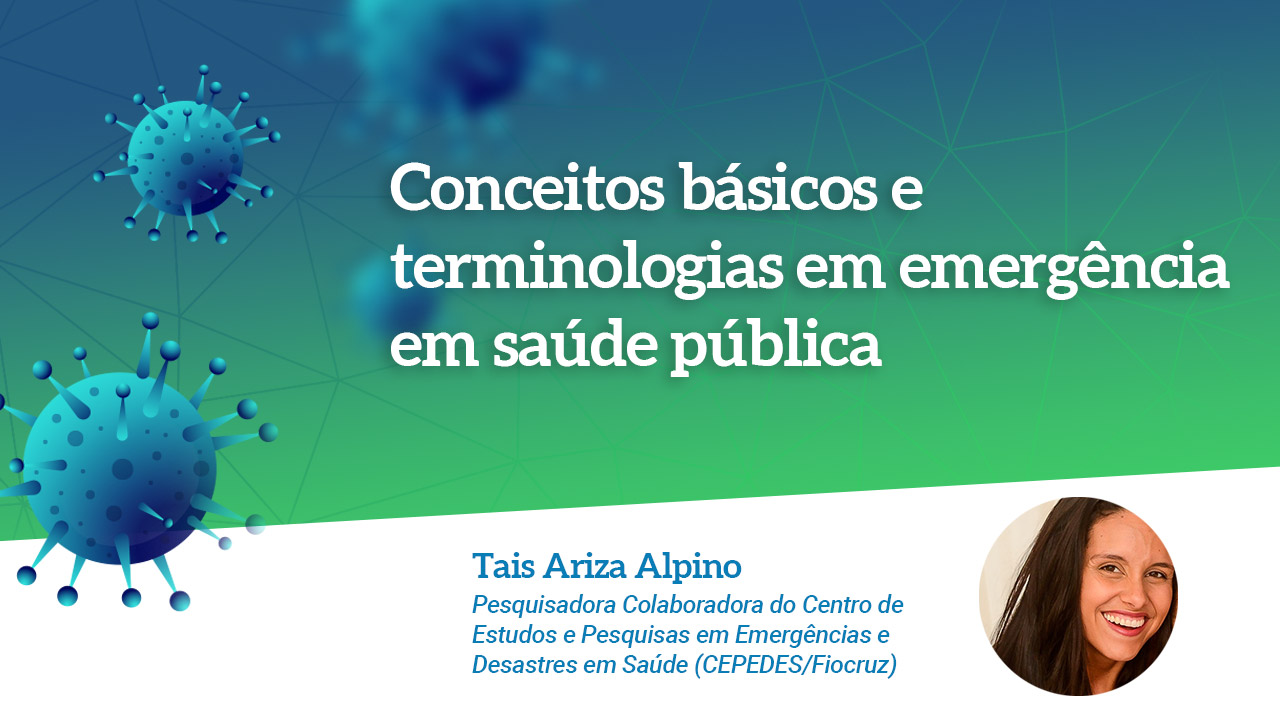 Conceitos básicos e
terminologias em emergência
em saúde pública
Tais Ariza Alpino
Pesquisadora Colaboradora do Centro de
Estudos e Pesquisas em Emergências e
Desastres em Saúde (CEPEDES/Fiocruz)